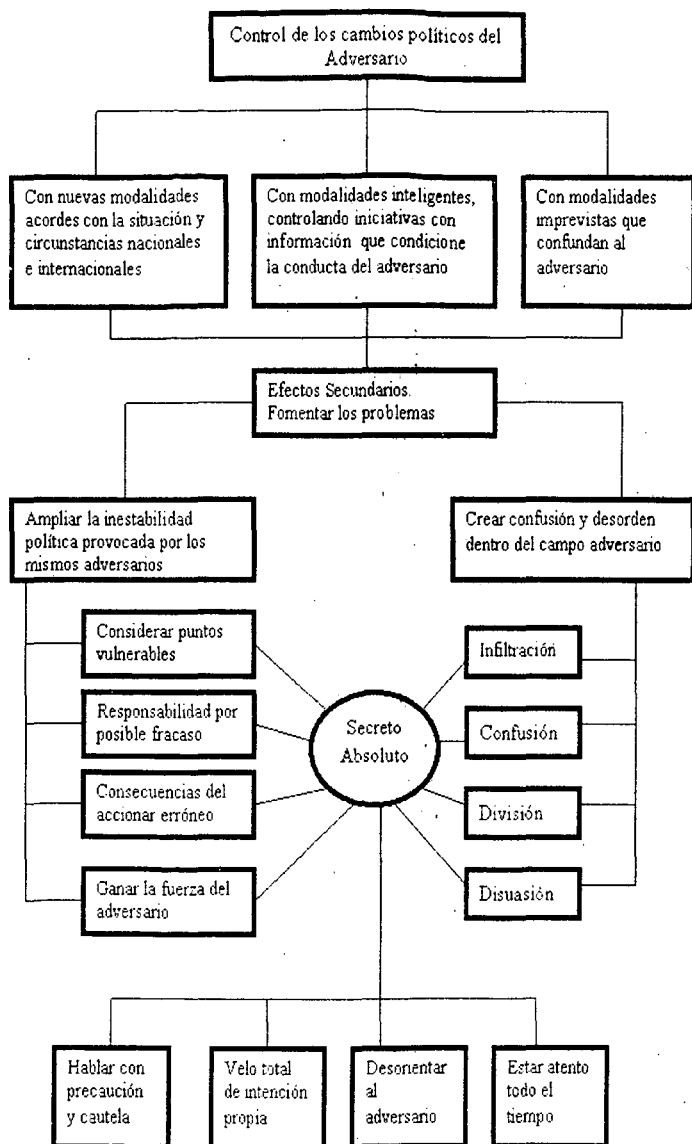 Control de los cambios políticos del
Adversario
Con nuevas modalidades
acordes con la situación y
circunstancias nacionales
e internacionales
Con modalidades inteligentes,
controlando iniciativas con
información que condicione
la conducta del adversario
Con modalidades
imprevistas que
confundan al
adversario
Efectos Secundarios.
Fomentar los problemas
Ampliar la inestabilidad
política provocada por los
mismos adversarios
Crear confusión y desorden
dentro del campo adversario
Considerar puntos
vulnerables
Responsabilidad por
posible fracaso
Consecuencias del
accionar erróneo
Ganar la fuerza del
adversario
Secreto
Absoluto
Infiltración
Confusión
División
Disuasión
Hablar con
precaución
y cautela
Velo total
de intención
propia
Desorientar
al
adversario
Estar atento
todo el
tiempo